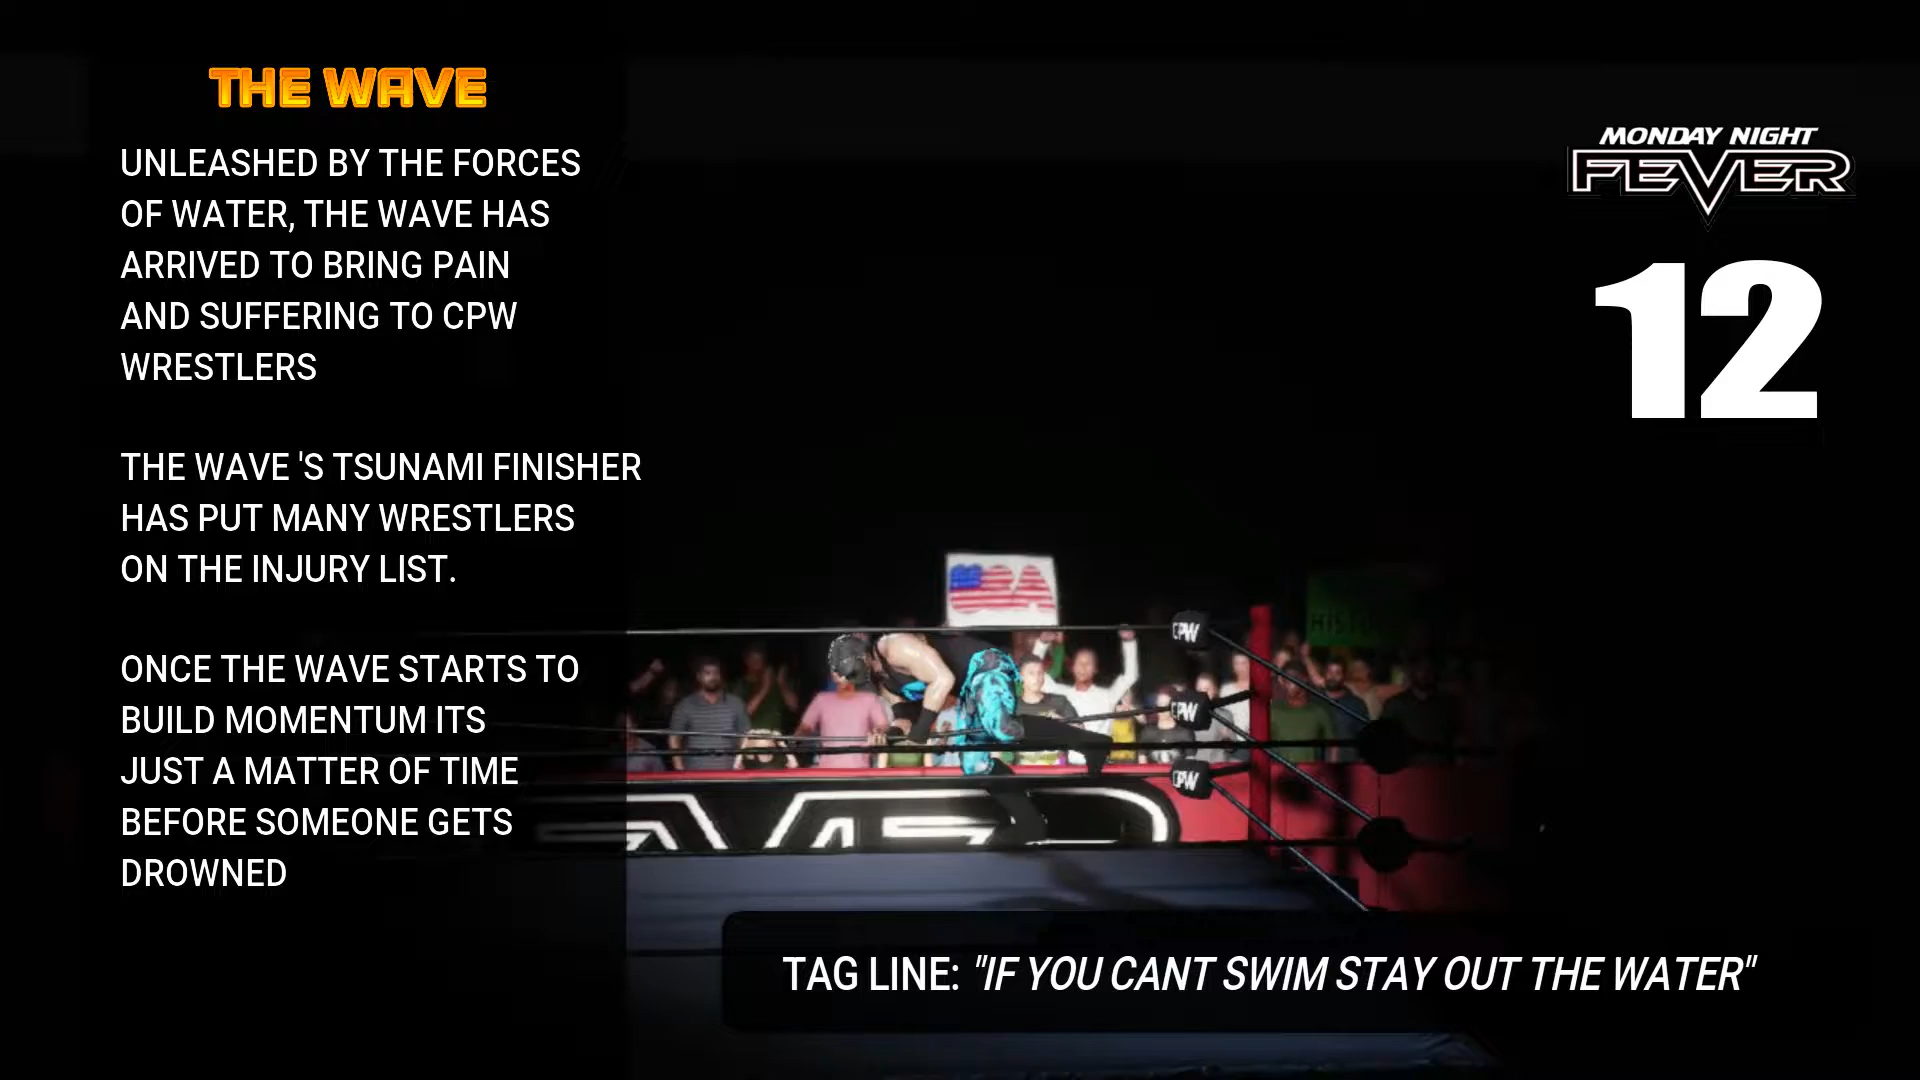 THE WAVE
UNLEASHED BY THE FORCES
OF WATER, THE WAVE HAS
ARRIVED TO BRING PAIN
AND SUFFERING TO CPW
WRESTLERS
THE WAVE 'S TSUNAMI FINISHER
HAS PUT MANY WRESTLERS
ON THE INJURY LIST.
ONCE THE WAVE STARTS TO
BUILD MOMENTUM ITS
JUST A MATTER OF TIME
BEFORE SOMEONE GETS
DROWNED
MONDAY NIGHT
FEVER
12
USA
CPW
CPW
CPW
TAG LINE: "IF YOU CANT SWIM STAY OUT THE WATER"